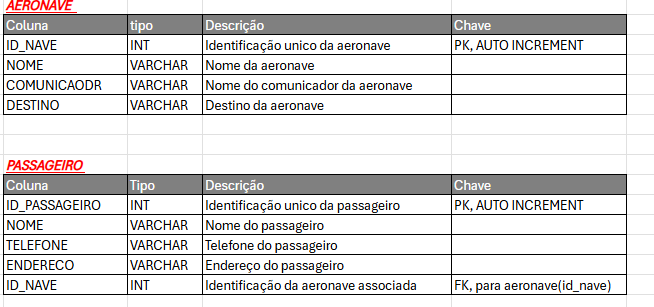 AERONAVE
Coluna tipo Descrição Chave
ID_NAVE INT Identificação unico da aeronave PK, AUTO INCREMENT
NOME VARCHAR Nome da aeronave
COMUNICAODR VARCHAR Nome do comunicador da aeronave
DESTINO VARCHAR Destino da aeronave
PASSAGEIRO
Coluna Tipo Descrição Chave
ID_PASSAGEIRO INT Identificação unico da passageiro PK, AUTO INCREMENT
NOME VARCHAR Nome do passageiro
TELEFONE VARCHAR Telefone do passageiro
ENDERECO VARCHAR Endereço do passageiro
ID_NAVE INT Identificação da aeronave associada FK, para aeronave(id_nave)